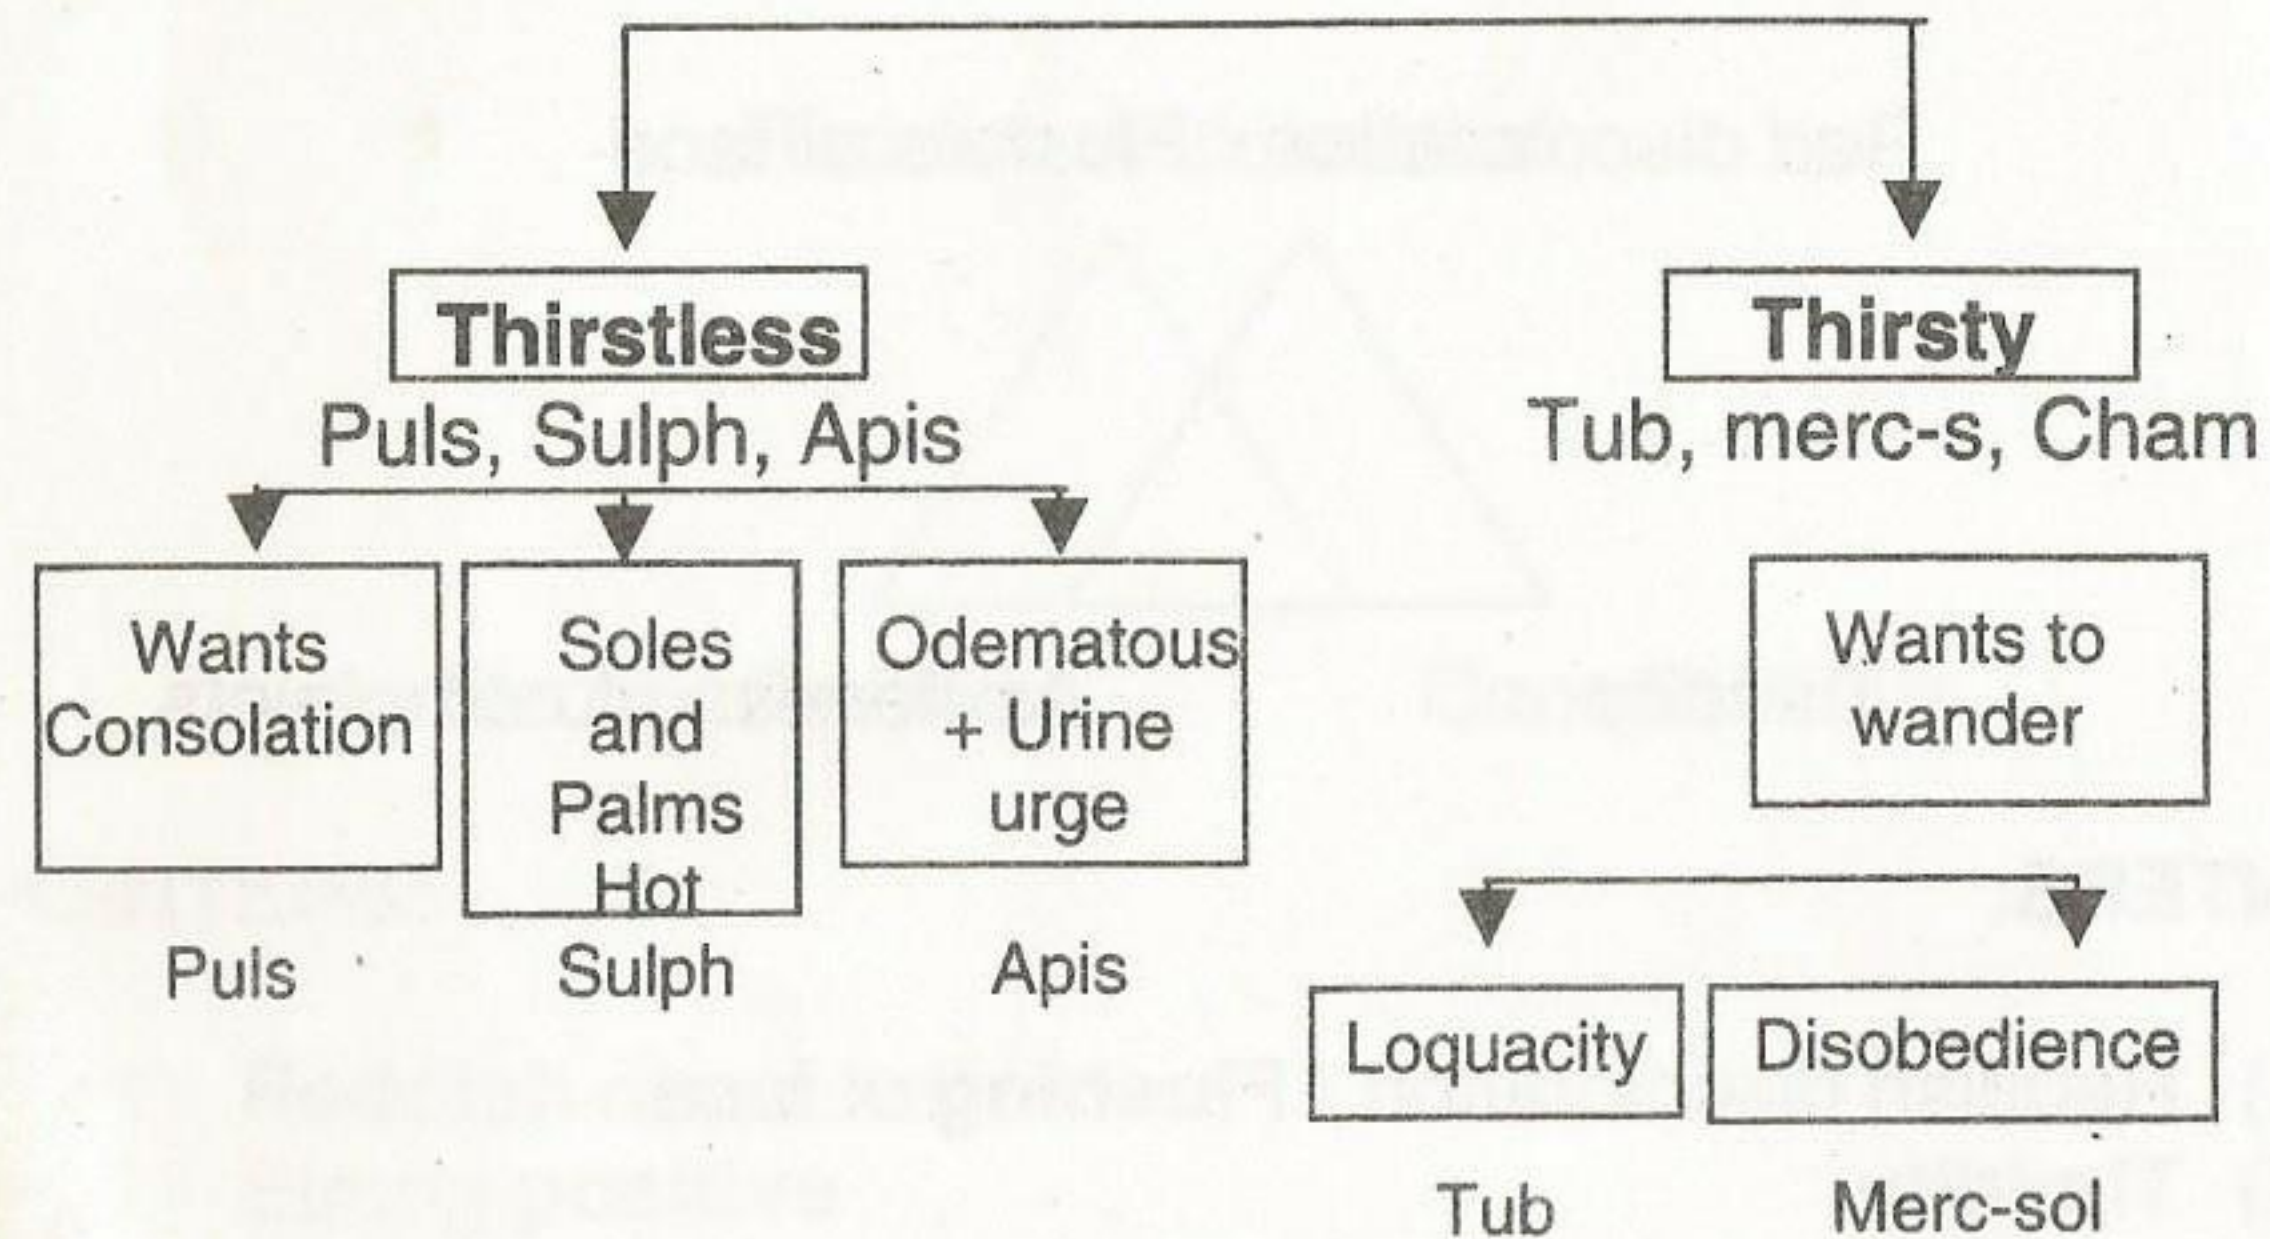 Thirstless
Puls, Sulph, Apis
Thirsty
Tub, merc-s, Cham
Wants
Consolation
Soles
and
Palms
Hot
Odematous
+ Urine
urge
Wants to
wander
Puls
Sulph
Apis
Loquacity
Disobedience
Tub
Merc-sol